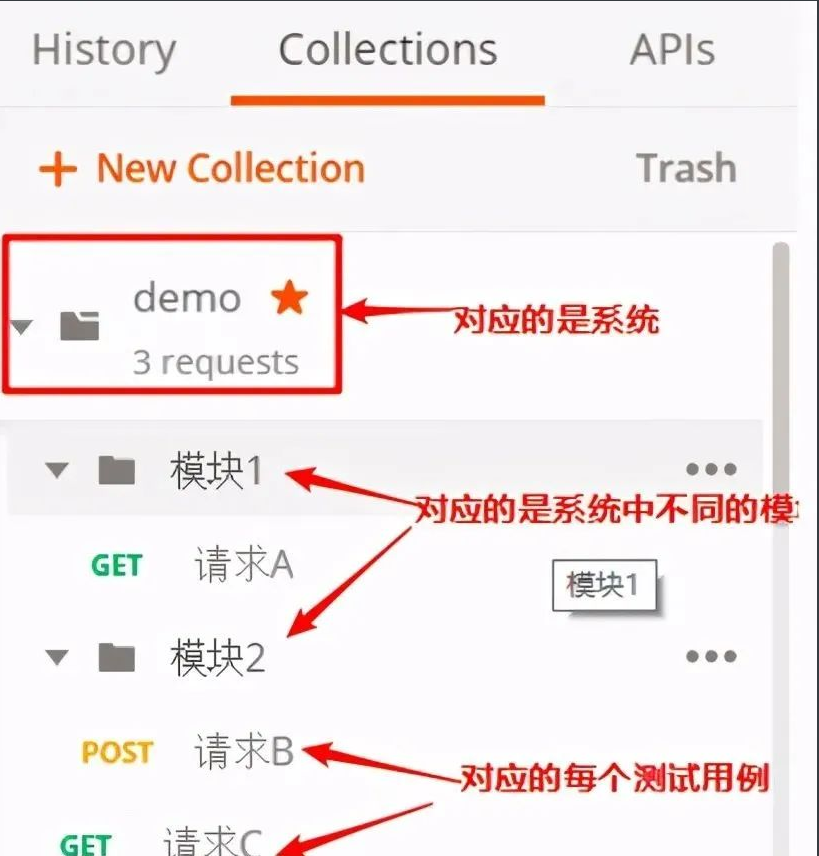 History Collections APIs
+ New Collection Trash
demo
3 requests
对应的是系统
模块1
对应的是系统中不同的模
GET 请求A
模块1
模块2
POST 请求B
对应的每个测试用例
GET 请求C